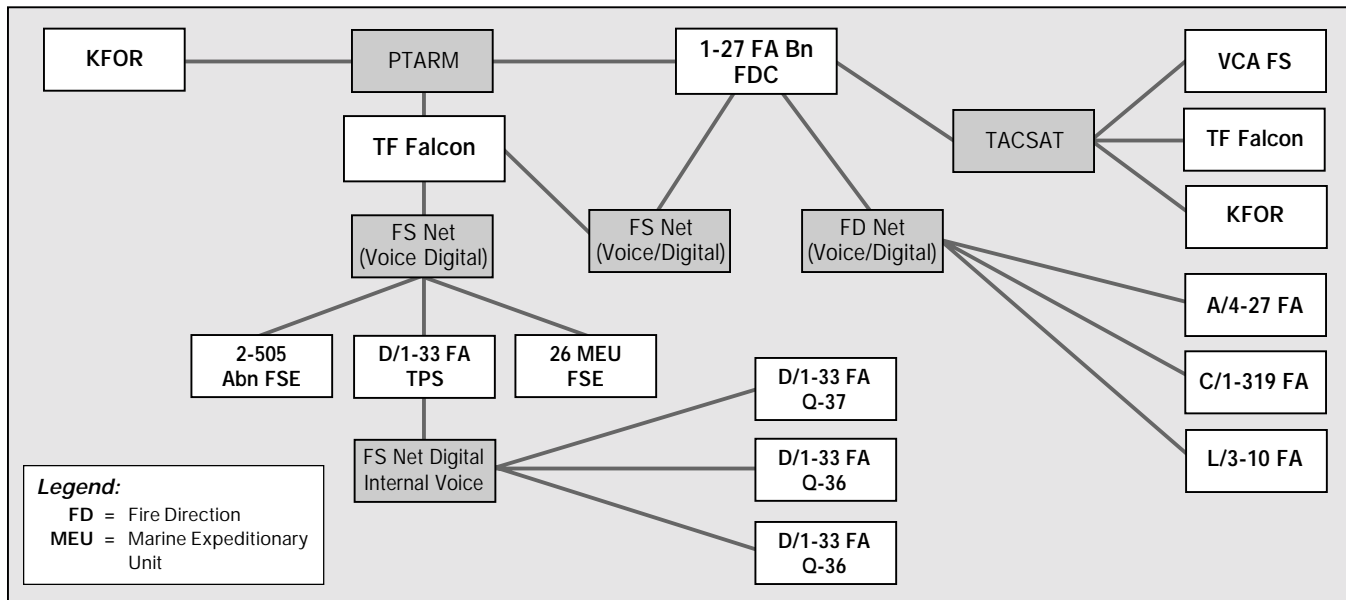 KFOR
PTARM
1-27 FA Bn
FDC
VCA FS
TF Falcon
TACSAT
TF Falcon
KFOR
FS Net
(Voice Digital)
FS Net
(Voice/Digital)
FD Net
(Voice/Digital)
A/4-27 FA
2-505
Abn FSE
D/1-33 FA
TPS
26 MEU
FSE
D/1-33 FA
Q-37
C/1-319 FA
FS Net Digital
Internal Voice
D/1-33 FA
Q-36
L/3-10 FA
D/1-33 FA
Q-36
Legend:
FD = Fire Direction
MEU = Marine Expeditionary
Unit